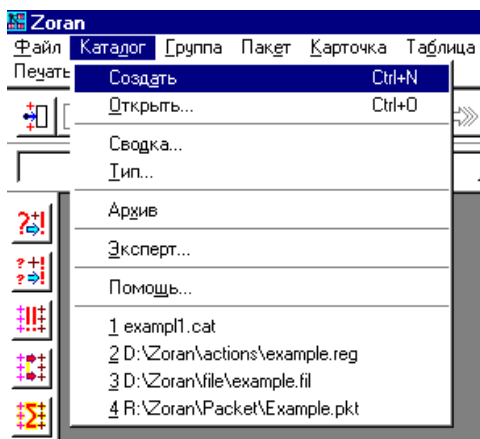 Zoran
Файл Каталог Группа Пакет Карточка Таблица
Печать
Создать Ctrl+N
Открыть... Ctrl+O
Сводка...
Тип...
Архив
Эксперт...
Помощь...
1 exampl1.cat
2 D:\Zoran\actions\example.reg
3 D:\Zoran\file\example.fil
4 R:\Zoran\Packet\Example.pkt